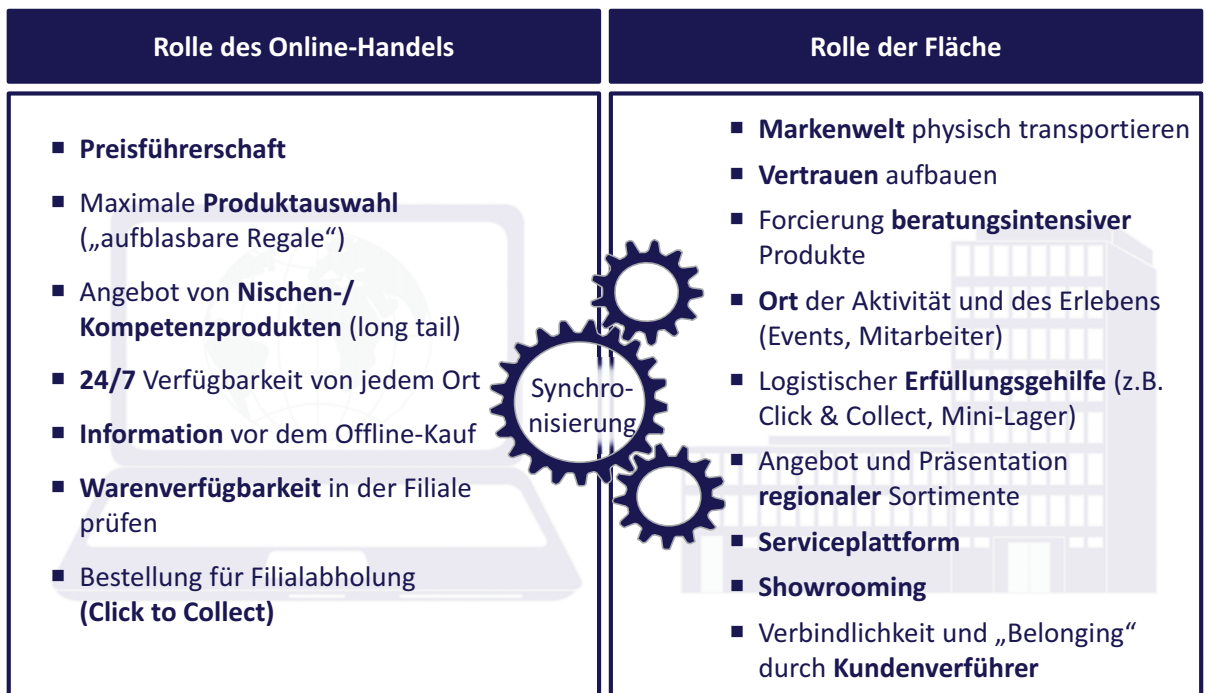 Rolle des Online-Handels
Rolle der Fläche
▪ Preisführerschaft
▪ Maximale Produktauswahl
(„aufblasbare Regale“)
▪ Angebot von Nischen-/
Kompetenzprodukten (long tail)
▪ 24/7 Verfügbarkeit von jedem Ort
▪ Information vor dem Offline-Kauf
▪ Warenverfügbarkeit in der Filiale
prüfen
▪ Bestellung für Filialabholung
(Click to Collect)
Synchro-
nisierung
▪ Markenwelt physisch transportieren
▪ Vertrauen aufbauen
▪ Forcierung beratungsintensiver
Produkte
▪ Ort der Aktivität und des Erlebens
(Events, Mitarbeiter)
▪ Logistischer Erfüllungsgehilfe (z.B.
Click & Collect, Mini-Lager)
▪ Angebot und Präsentation
regionaler Sortimente
▪ Serviceplattform
▪ Showrooming
▪ Verbindlichkeit und „Belonging“
durch Kundenverführer